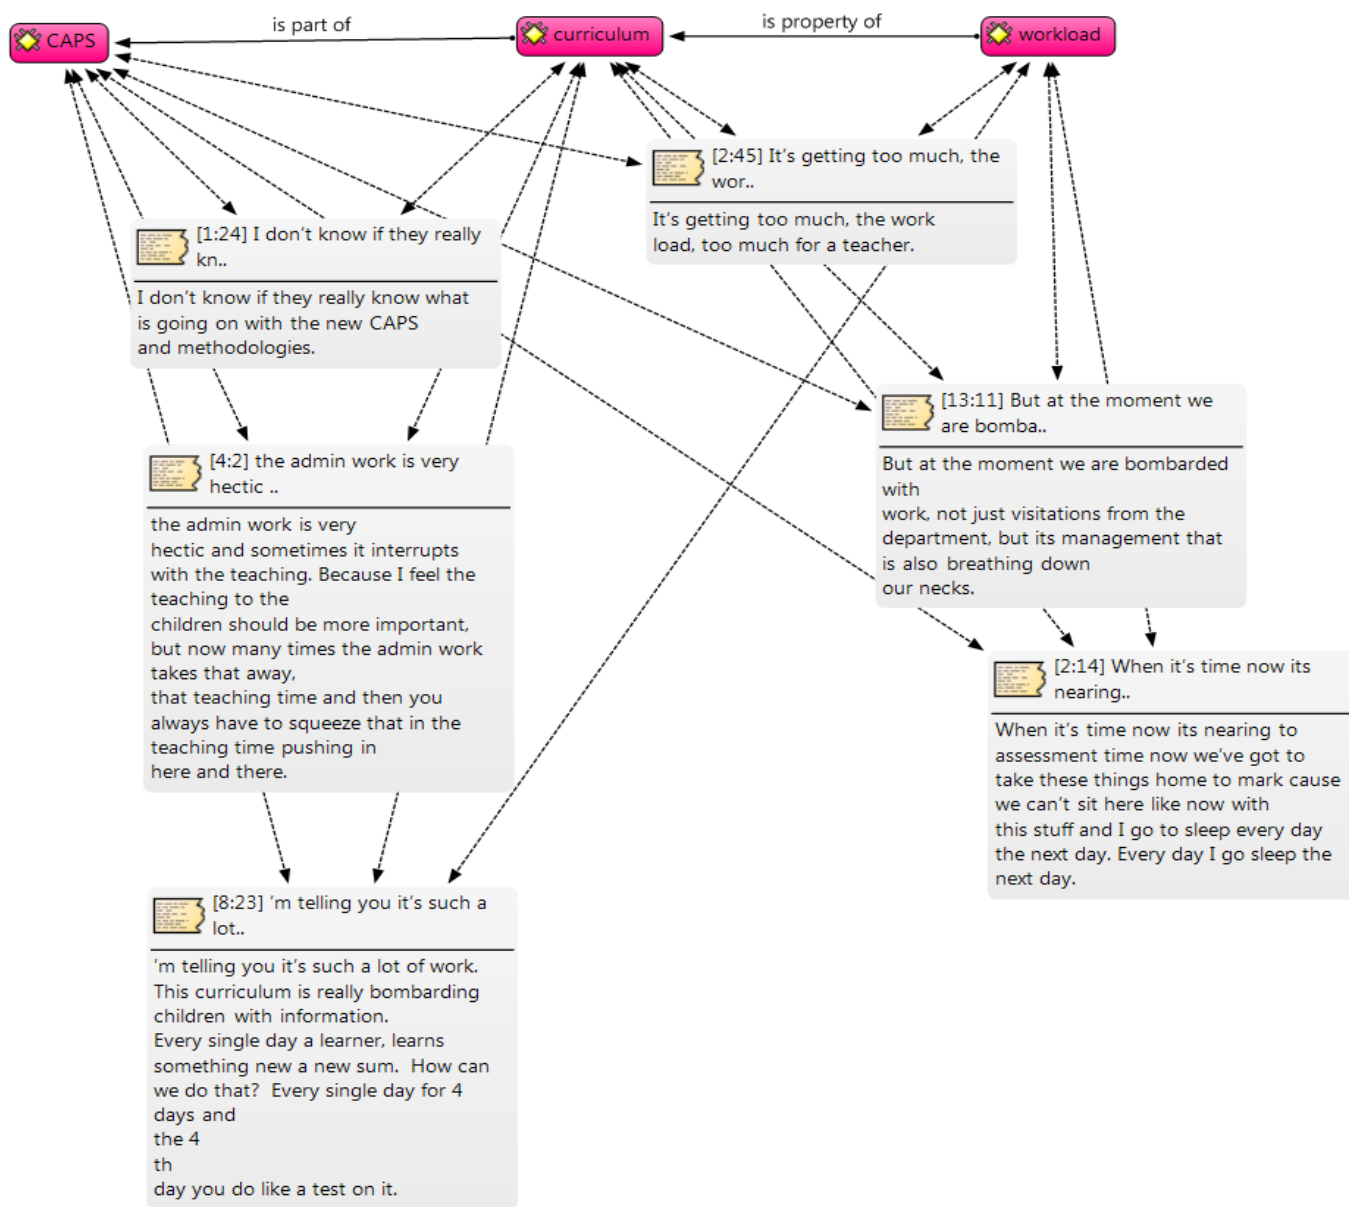 is part of
is property of
CAPS
curriculum
workload
[2:45] It's getting too much, the
wor..
It's getting too much, the work
load, too much for a teacher.
[1:24] I don't know if they really
kn..
I don't know if they really know what
is going on with the new CAPS
and methodologies.
[13:11] But at the moment we
are bomba..
But at the moment we are bombarded
with
work, not just visitations from the
department, but its management that
is also breathing down
our necks.
[4:2] the admin work is very
hectic ..
the admin work is very
hectic and sometimes it interrupts
with the teaching. Because I feel the
teaching to the
children should be more important,
but now many times the admin work
takes that away,
that teaching time and then you
always have to squeeze that in the
teaching time pushing in
here and there.
[2:14] When it's time now its
nearing..
When it's time now its nearing to
assessment time now we've got to
take these things home to mark cause
we can't sit here like now with
this stuff and I go to sleep every day
the next day. Every day I go sleep the
next day.
[8:23] 'm telling you it's such a
lot..
'm telling you it's such a lot of work.
This curriculum is really bombarding
children with information.
Every single day a learner, learns
something new a new sum.  How can
we do that?  Every single day for 4
days and
the 4
th
day you do like a test on it.